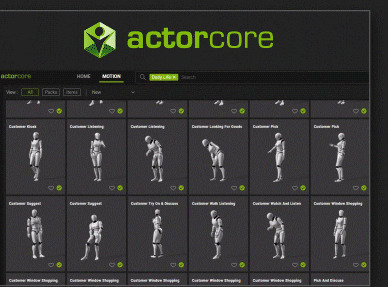 actorcore
actorcore
HOME
MOTION
Daily Life ×
Search
View
All
Packs
Items
New
Customer Kneel
Customer Listening
Customer Listening
Customer Looking For Goods
Customer Pick
Customer Pick
Customer Suggest
Customer Suggest
Customer Try On & Discuss
Customer Walk Listening
Customer Watch And Listen
Customer Window Shopping
Customer Window Shopping
Customer Window Shopping
Customer Window Shopping
Customer Window Shopping
Customer Window Shopping
Pick And Discuss